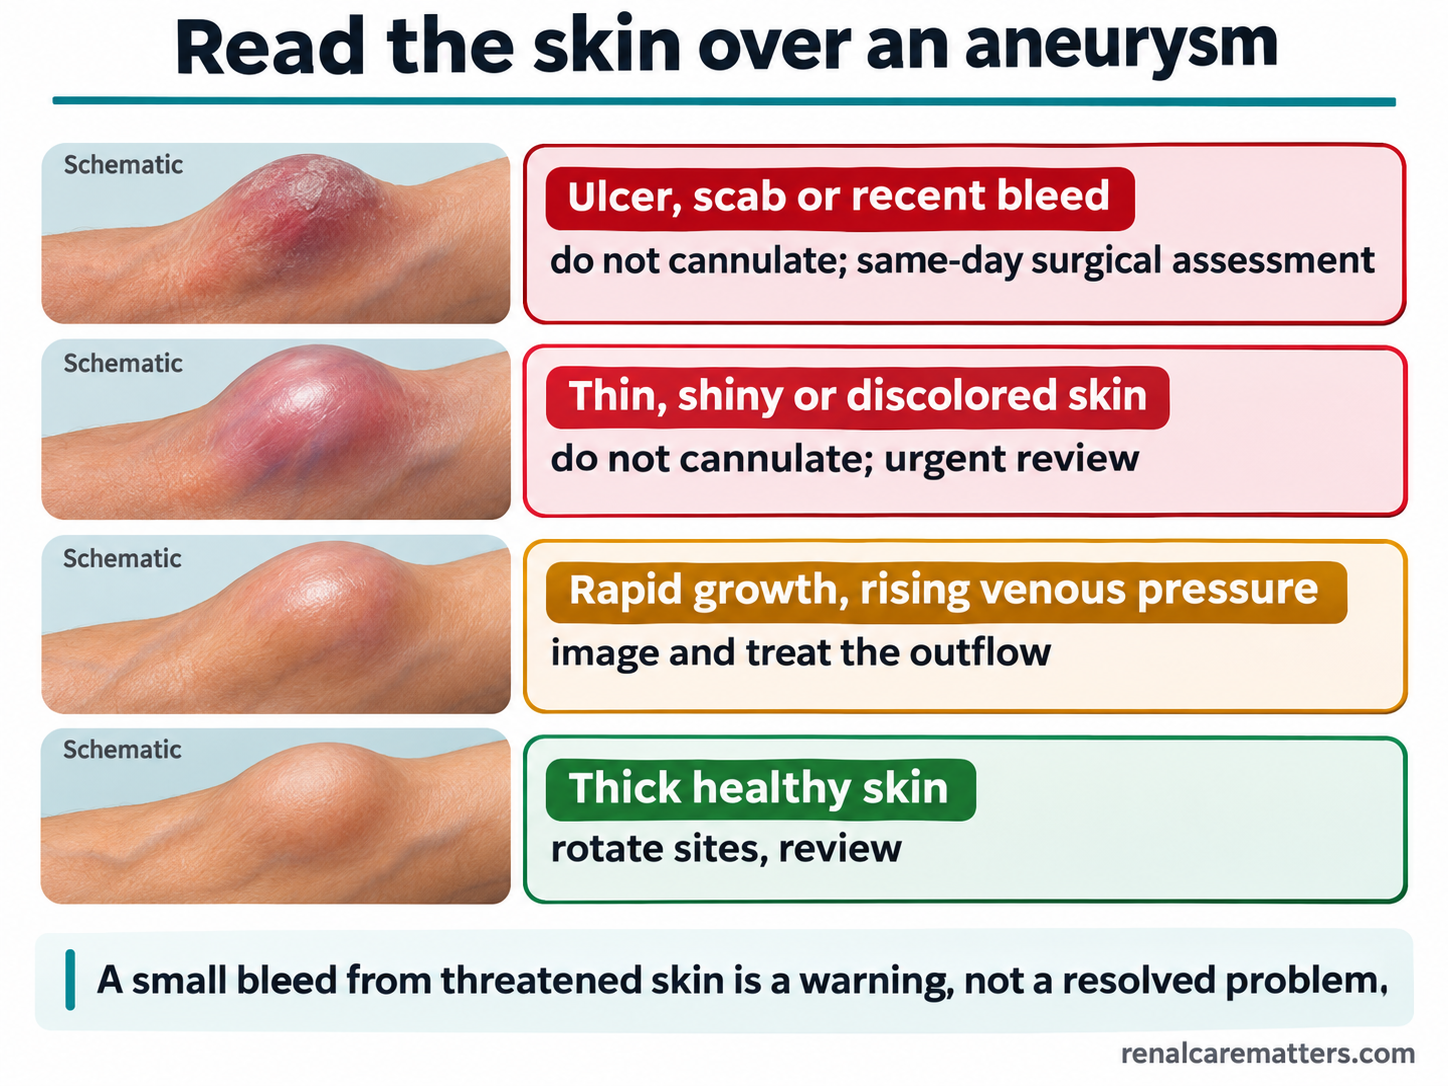 Read the skin over an aneurysm
Schematic
Ulcer, scab or recent bleed
do not cannulate; same-day surgical assessment
Schematic
Thin, shiny or discolored skin
do not cannulate; urgent review
Schematic
Rapid growth, rising venous pressure
image and treat the outflow
Schematic
Thick healthy skin
rotate sites, review
A small bleed from threatened skin is a warning, not a resolved problem,
renalcarematters.com